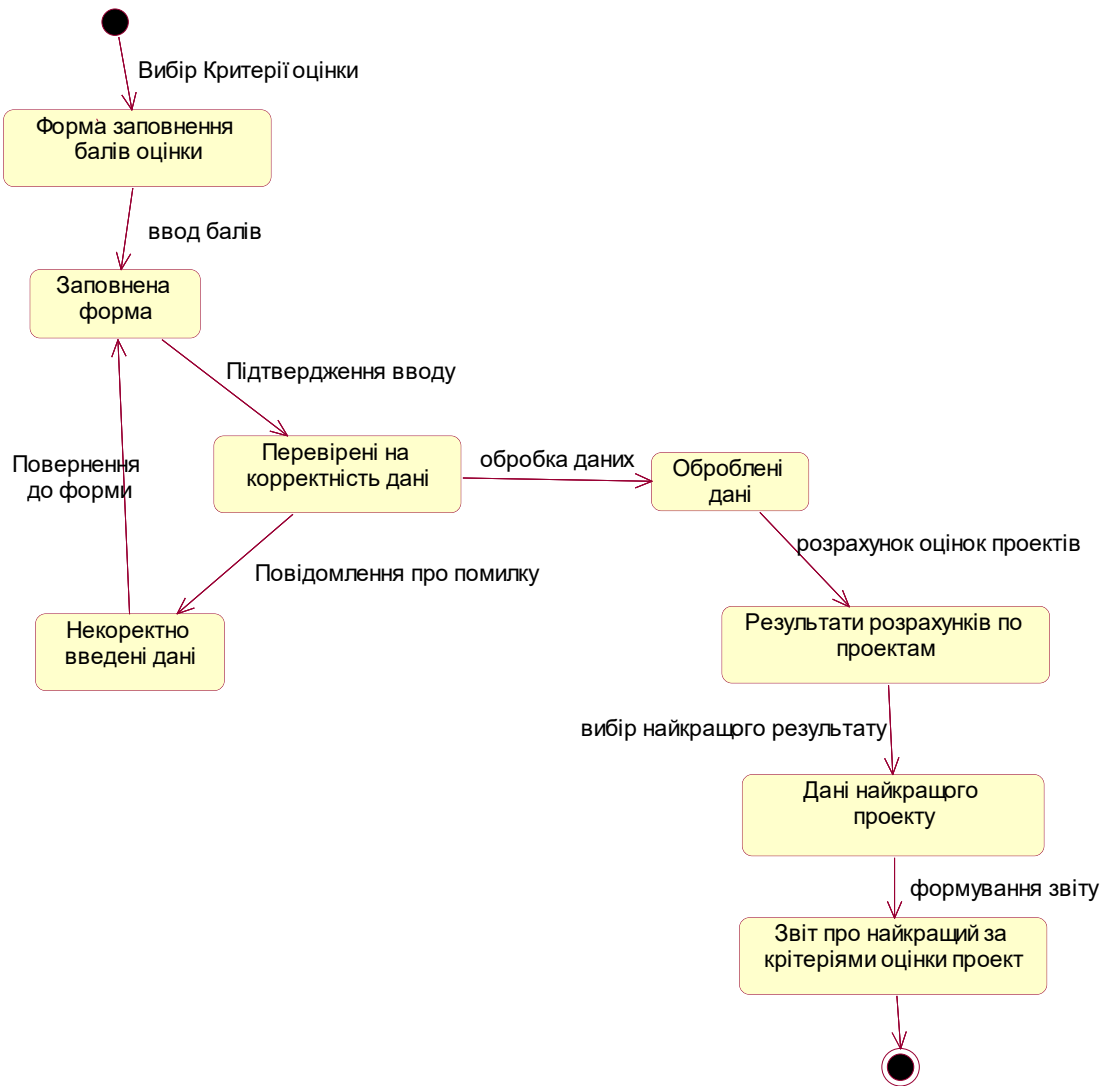 Вибір Критерії оцінки
Форма заповнення
балів оцінки
ввод балів
Заповнена
форма
Підтвердження вводу
Перевірені на
корректність дані
обробка даних
Оброблені
дані
Повернення
до форми
Повідомлення про помилку
Некоректно
введені дані
розрахунок оцінок проектів
Результати розрахунків по
проектам
вибір найкращого результату
Дані найкращого
проекту
формування звіту
Звіт про найкращий за
крітеріями оцінки проект